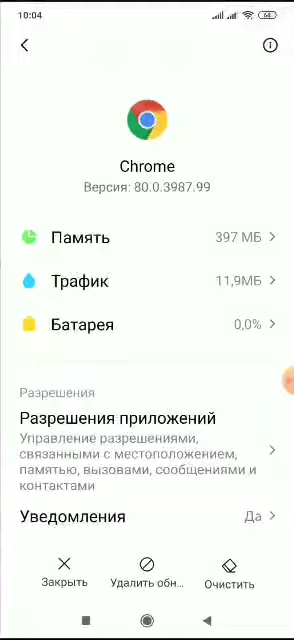 10:04
64
Chrome
Версия: 80.0.3987.99
Память 397 МБ
Трафик 11,9МБ
Батарея 0,0%
Разрешения
Разрешения приложений
Управление разрешениями,
связанными с местоположением,
памятью, вызовами, сообщениями и
контактами
Уведомления Да
Закрыть Удалить обн... Очистить